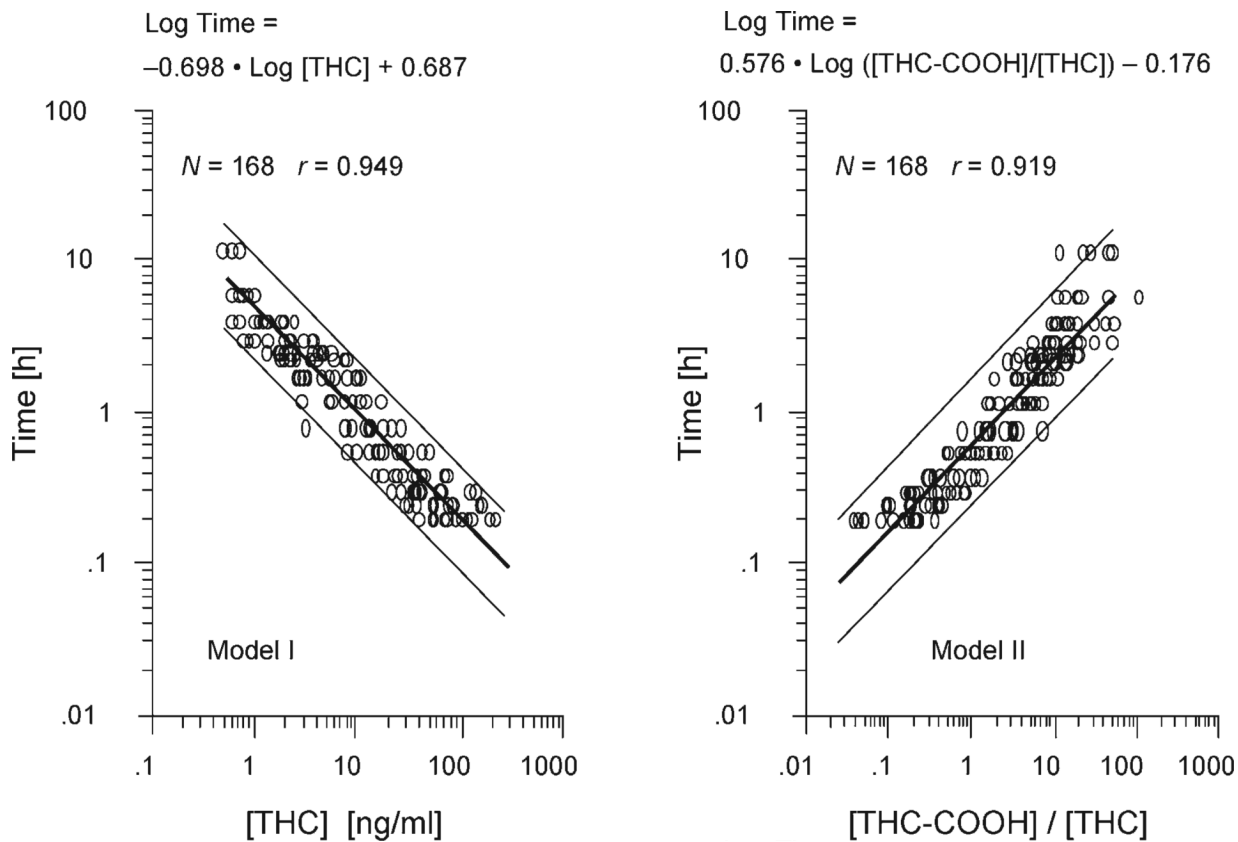 Log Time =
–0.698 • Log [THC] + 0.687
100
N = 168 r = 0.949
10
1
.1
.01
Time [h]
Model I
.1 1 10 100 1000
[THC] [ng/ml]
Log Time =
0.576 • Log ([THC-COOH]/[THC]) – 0.176
100
N = 168 r = 0.919
10
1
.1
.01
Time [h]
Model II
.01 .1 1 10 100 1000
[THC-COOH] / [THC]